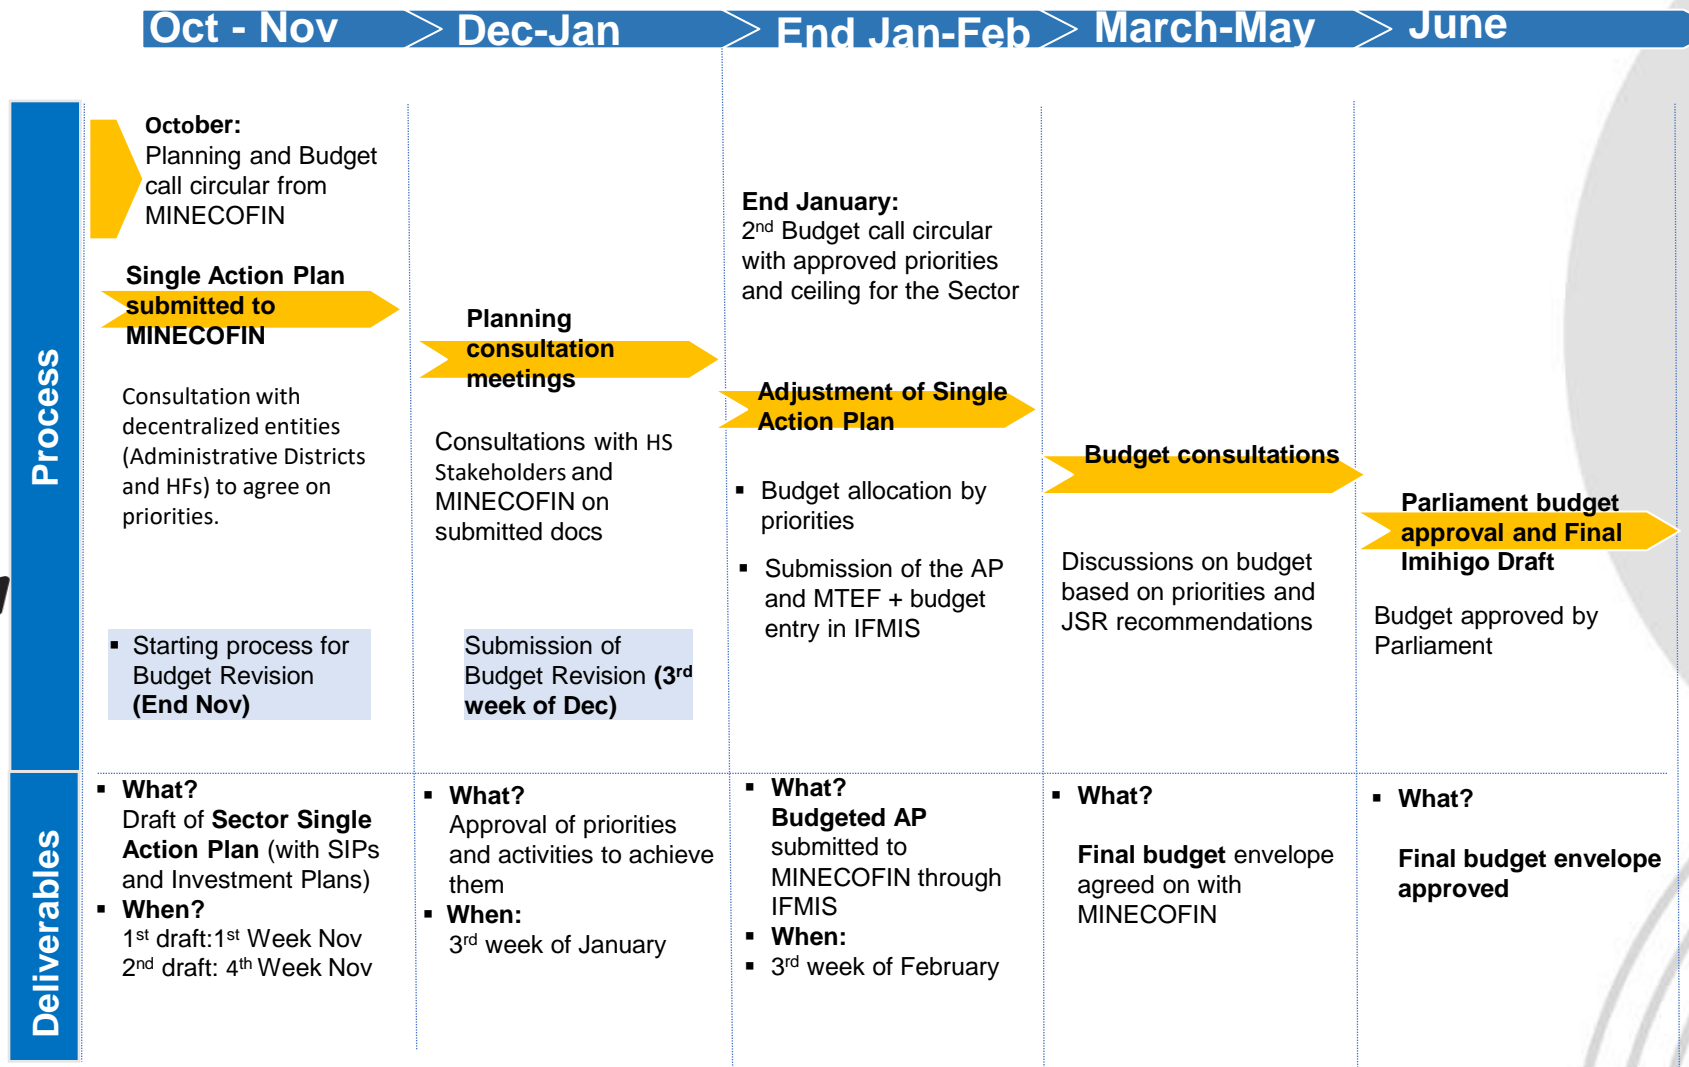 Oct - Nov
Dec-Jan
End Jan-Feb
March-May
June
Process
October:
Planning and Budget
call circular from
MINECOFIN
Single Action Plan
submitted to
MINECOFIN
Consultation with
decentralized entities
(Administrative Districts
and HFs) to agree on
priorities.
▪ Starting process for
Budget Revision
(End Nov)
Planning
consultation
meetings
Consultations with HS
Stakeholders and
MINECOFIN on
submitted docs
Submission of
Budget Revision (3rd
week of Dec)
End January:
2nd Budget call circular
with approved priorities
and ceiling for the Sector
Adjustment of Single
Action Plan
▪ Budget allocation by
priorities
▪ Submission of the AP
and MTEF + budget
entry in IFMIS
Budget consultations
Discussions on budget
based on priorities and
JSR recommendations
Parliament budget
approval and Final
Imihigo Draft
Budget approved by
Parliament
Deliverables
▪ What?
Draft of Sector Single
Action Plan (with SIPs
and Investment Plans)
▪ When?
1st draft:1st Week Nov
2nd draft: 4th Week Nov
▪ What?
Approval of priorities
and activities to achieve
them
▪ When:
3rd week of January
▪ What?
Budgeted AP
submitted to
MINECOFIN through
IFMIS
▪ When:
▪ 3rd week of February
▪ What?
Final budget envelope
agreed on with
MINECOFIN
▪ What?
Final budget envelope
approved